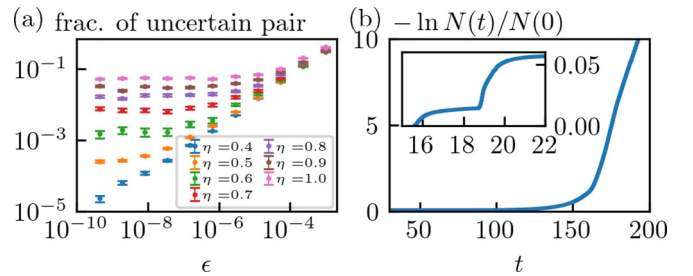 (a) frac. of uncertain pair
10⁻¹
10⁻³
10⁻⁵
10⁻¹⁰ 10⁻⁸ 10⁻⁶ 10⁻⁴
ϵ
η =0.4
η =0.5
η =0.6
η =0.7
η =0.8
η =0.9
η =1.0
(b) − ln N(t)/N(0)
10
5
0
50 100 150 200
t
0.05
0.00
16 18 20 22